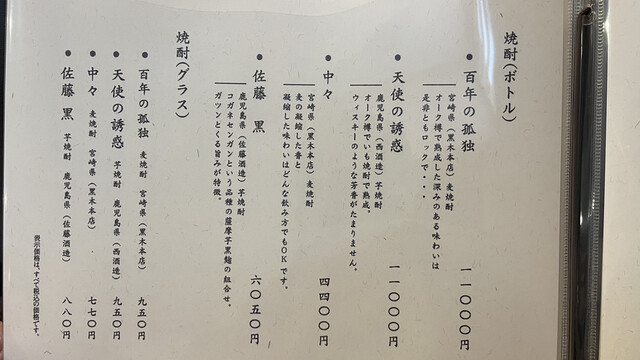 焼酎(ボトル)
● 百年の孤独
宮崎県(黒木本店)麦焼酎
オーク樽で熟成した深みのある味わいは
是非ともロックで・・・
一一〇〇〇円
● 天使の誘惑
鹿児島県(西酒造)芋焼酎
オーク樽でいも焼酎で熟成。
ウィスキーのような芳香がたまりません。
一一〇〇〇円
● 中々
宮崎県(黒木本店)麦焼酎
麦の凝縮した香と
凝縮した味わいはどんな飲み方でもOKです。
四四〇〇円
● 佐藤 黒
鹿児島県(佐藤酒造)芋焼酎
コガネセンガンという品種の薩摩芋黒麹の組合せ。
ガツンとくる旨みが特徴。
六〇五〇円
焼酎(グラス)
● 百年の孤独 麦焼酎 宮崎県(黒木本店) 九五〇円
● 天使の誘惑 芋焼酎 鹿児島県(西酒造) 九五〇円
● 中々 麦焼酎 宮崎県(黒木本店) 七七〇円
● 佐藤 黒 芋焼酎 鹿児島県(佐藤酒造) 八八〇円
表示価格は、すべて税込の価格です。